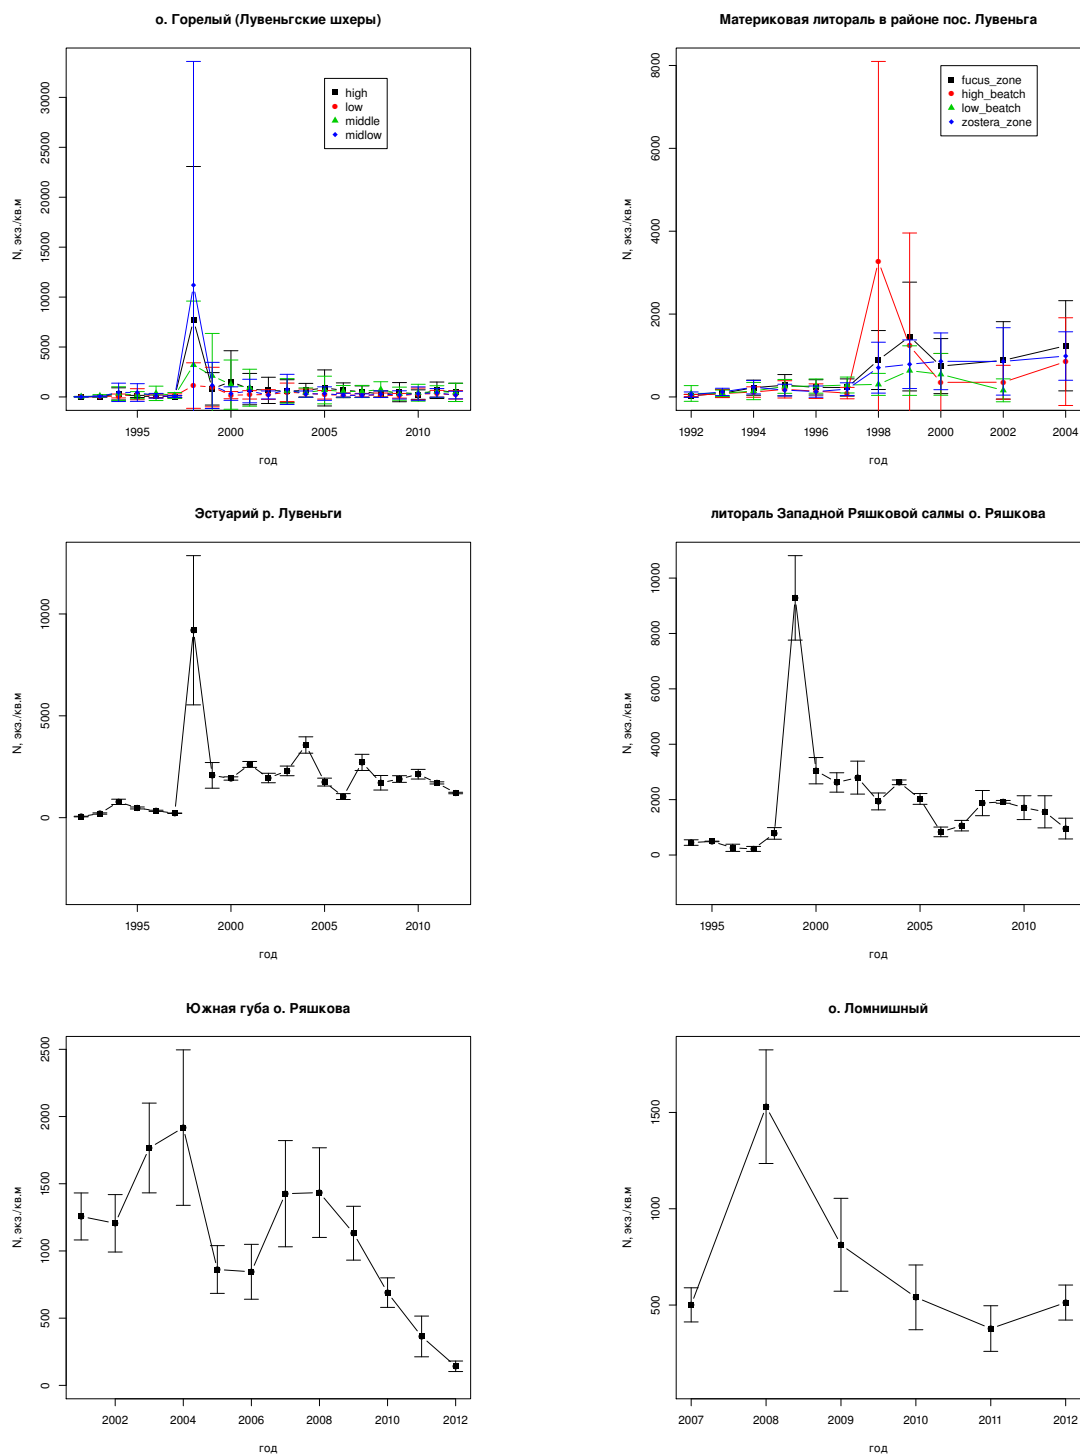 о. Горелый (Лувеньгские шхеры)
N, экз./кв.м
0 5000 10000 15000 20000 25000 30000
high
low
middle
midlow
1995 2000 2005 2010
год
Материковая литораль в районе пос. Лувеньга
N, экз./кв.м
0 2000 4000 6000 8000
fucus_zone
high_beatch
low_beatch
zostera_zone
1992 1994 1996 1998 2000 2002 2004
год
Эстуарий р. Лувеньги
N, экз./кв.м
0 5000 10000
1995 2000 2005 2010
год
литораль Западной Ряшковой салмы о. Ряшкова
N, экз./кв.м
0 2000 4000 6000 8000 10000
1995 2000 2005 2010
год
Южная губа о. Ряшкова
N, экз./кв.м
0 500 1000 1500 2000 2500
2002 2004 2006 2008 2010 2012
год
о. Ломнишный
N, экз./кв.м
500 1000 1500
2007 2008 2009 2010 2011 2012
год